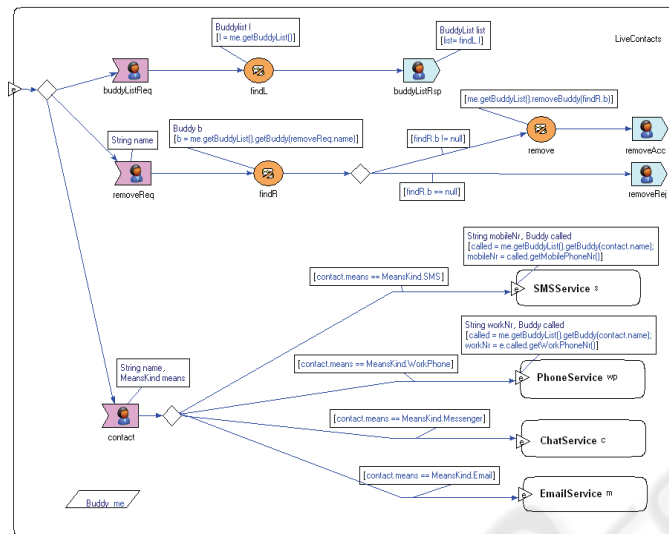 Buddylist l
[l = me.getBuddyList()]
BuddyList list
[list= findL.l]
LiveContacts
e
buddyListReq
findL
buddyListRsp
String name
Buddy b
[b = me.getBuddyList().getBuddy(removeReq.name)]
[me.getBuddyList().removeBuddy(findR.b)]
[findR.b != null]
remove
removeAcc
removeReq
findR
[findR.b == null]
removeRej
String mobileNr, Buddy called
[called = me.getBuddyList().getBuddy(contact.name);
mobileNr = called.getMobilePhoneNr()]
[contact.means == MeansKind.SMS]
e
SMSService s
String workNr, Buddy called
[called = me.getBuddyList().getBuddy(contact.name);
workNr = e.called.getWorkPhoneNr()]
String name,
MeansKind means
[contact.means == MeansKind.WorkPhone]
e
PhoneService wp
contact
[contact.means == MeansKind.Messenger]
e
ChatService c
[contact.means == MeansKind.Email]
e
EmailService m
Buddy me